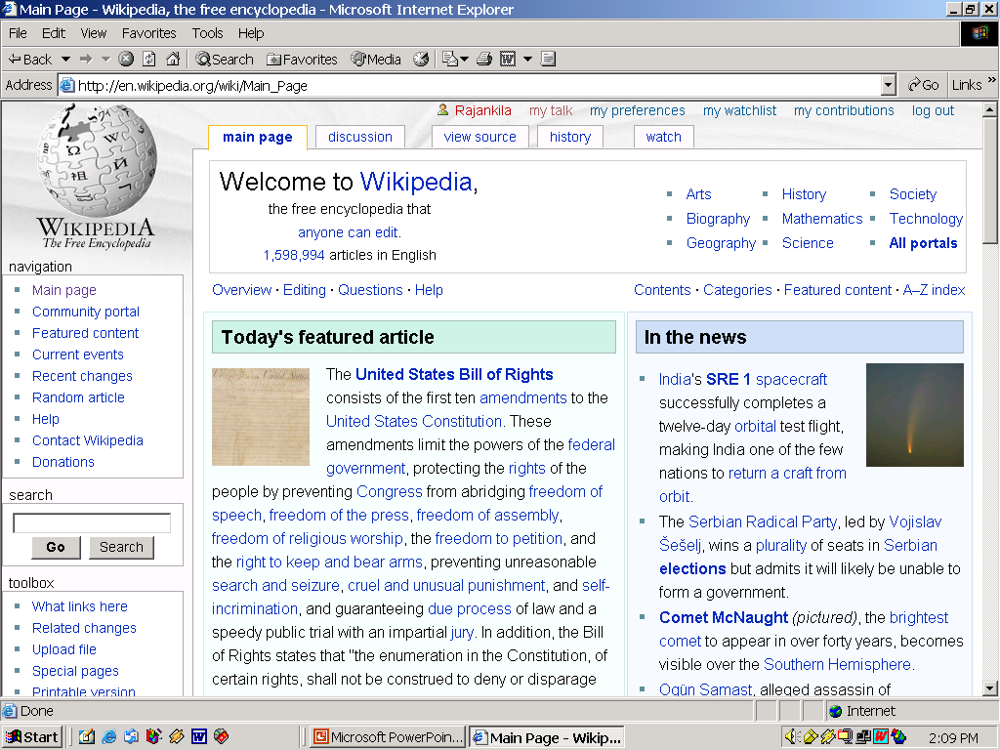 Main Page - Wikipedia, the free encyclopedia - Microsoft Internet Explorer
File Edit View Favorites Tools Help
Back Search Favorites Media
Address http://en.wikipedia.org/wiki/Main_Page Go Links »
Rajankila my talk my preferences my watchlist my contributions log out
main page discussion view source history watch
WIKIPEDIA
The Free Encyclopedia
navigation
Main page
Community portal
Featured content
Current events
Recent changes
Random article
Help
Contact Wikipedia
Donations
search
Go Search
toolbox
What links here
Related changes
Upload file
Special pages
Printable version
Welcome to Wikipedia,
the free encyclopedia that
anyone can edit.
1,598,994 articles in English
Arts History Society
Biography Mathematics Technology
Geography Science All portals
Overview · Editing · Questions · Help
Contents · Categories · Featured content · A–Z index
Today's featured article
The United States Bill of Rights
consists of the first ten amendments to the
United States Constitution. These
amendments limit the powers of the federal
government, protecting the rights of the
people by preventing Congress from abridging freedom of
speech, freedom of the press, freedom of assembly,
freedom of religious worship, the freedom to petition, and
the right to keep and bear arms, preventing unreasonable
search and seizure, cruel and unusual punishment, and self-
incrimination, and guaranteeing due process of law and a
speedy public trial with an impartial jury. In addition, the Bill
of Rights states that "the enumeration in the Constitution, of
certain rights, shall not be construed to deny or disparage
In the news
India's SRE 1 spacecraft
successfully completes a
twelve-day orbital test flight,
making India one of the few
nations to return a craft from
orbit.
The Serbian Radical Party, led by Vojislav
Šešelj, wins a plurality of seats in Serbian
elections but admits it will likely be unable to
form a government.
Comet McNaught (pictured), the brightest
comet to appear in over forty years, becomes
visible over the Southern Hemisphere.
Ogün Samast, alleged assassin of
Done Internet
Start Microsoft PowerPoin... Main Page - Wikip... 2:09 PM